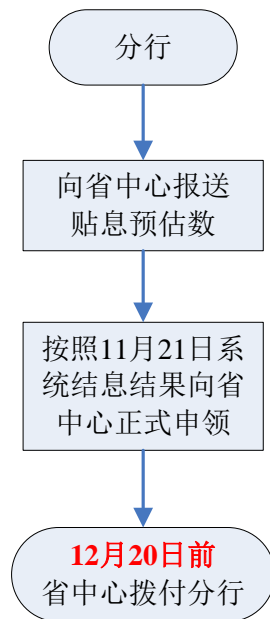 分行
向省中心报送
贴息预估数
按照11月21日系
统结息结果向省
中心正式申领
12月20日前
省中心拨付分行